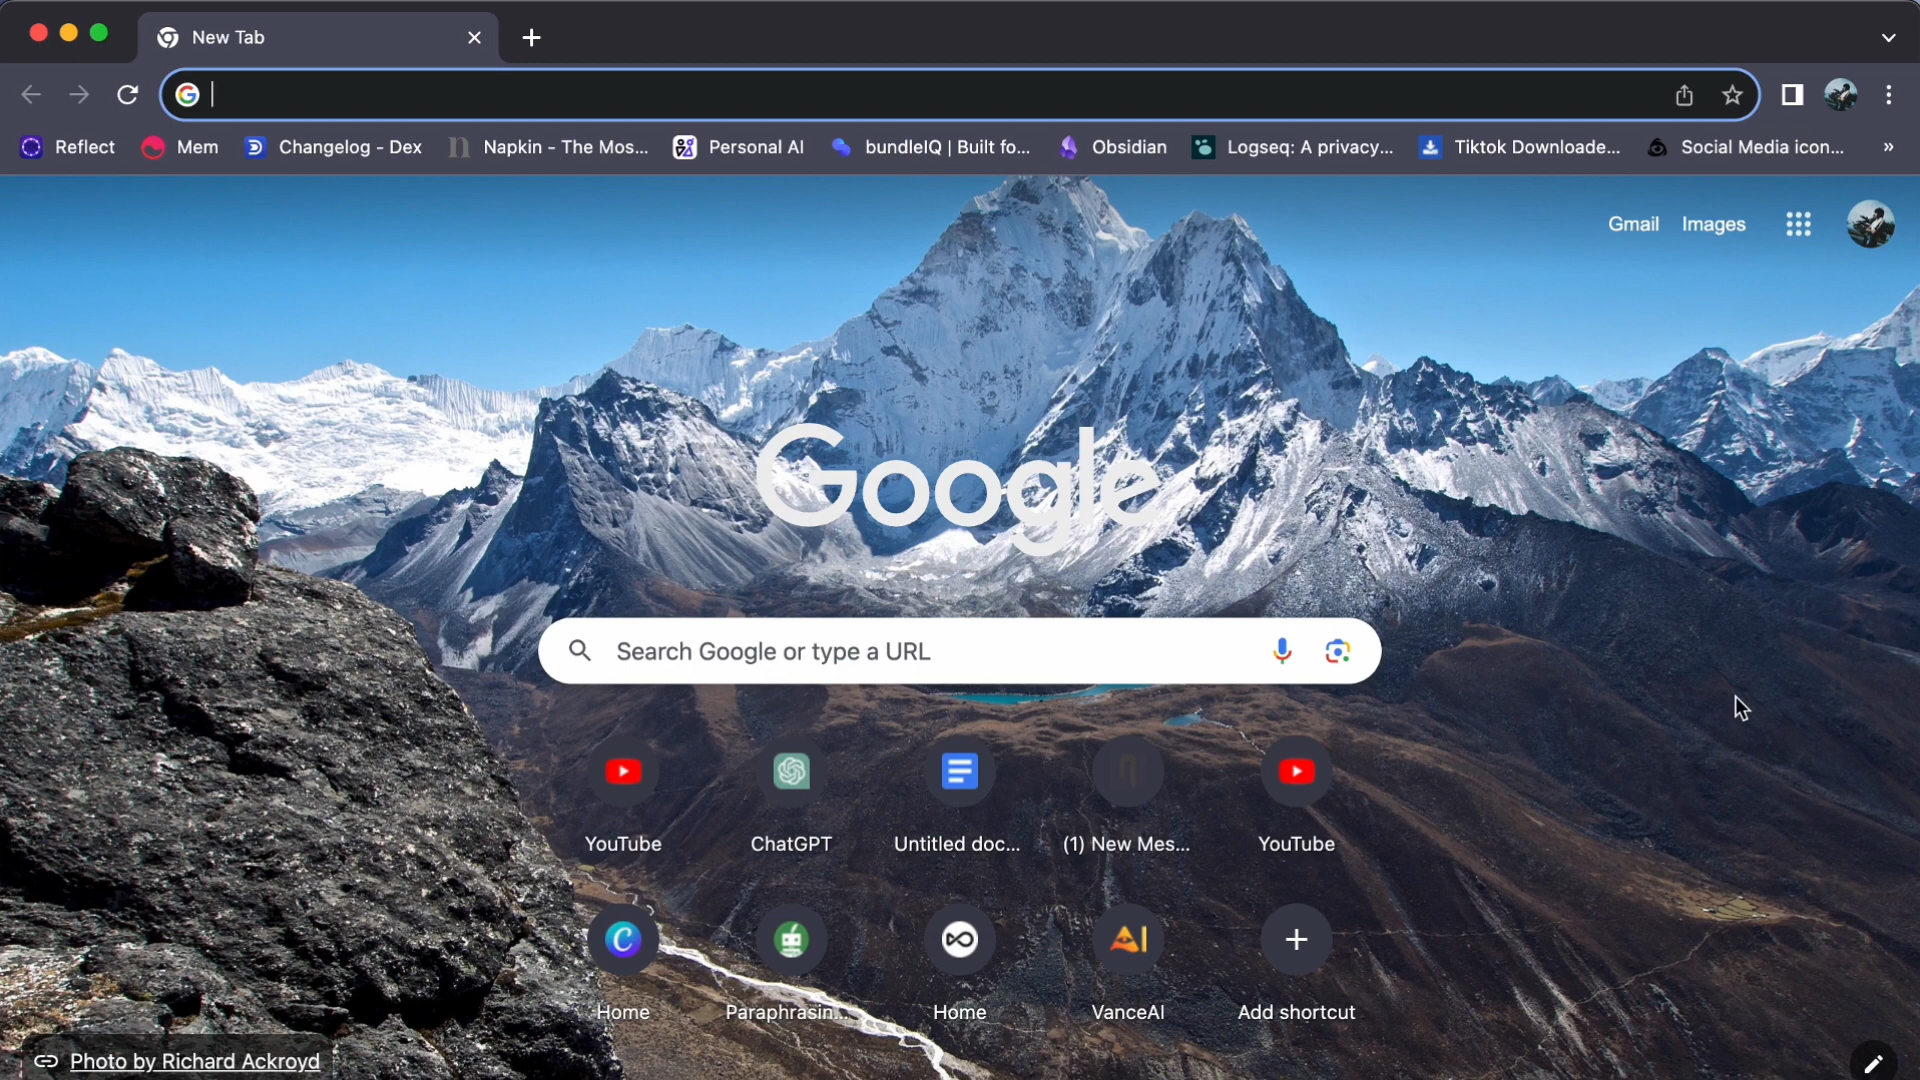 New Tab
Reflect
Mem
Changelog - Dex
Napkin - The Mos...
Personal AI
bundleIQ | Built fo...
Obsidian
Logseq: A privacy...
Tiktok Downloade...
Social Media icon...
»
Gmail
Images
Google
Search Google or type a URL
YouTube
ChatGPT
Untitled doc...
(1) New Mes...
YouTube
Home
Paraphrasin...
Home
VanceAI
Add shortcut
Photo by Richard Ackroyd